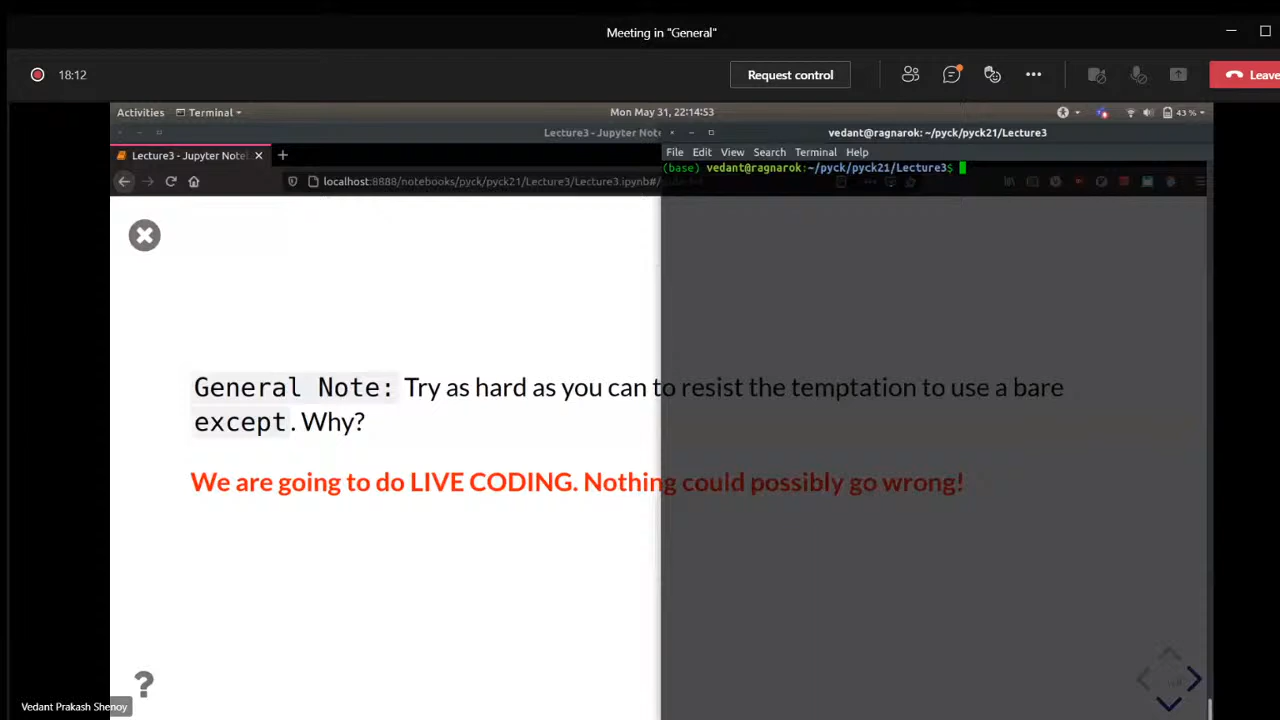 Meeting in "General"
18:12
Request control
Leave
Activities
Terminal
Mon May 31, 22:14:53
43 %
Lecture3 - Jupyter Note
vedant@ragnarok: ~/pyck/pyck21/Lecture3
Lecture3 - Jupyter Note
File Edit View Search Terminal Help
(base) vedant@ragnarok:~/pyck/pyck21/Lecture3$
localhost:8888/notebooks/pyck/pyck21/Lecture3/Lecture3.ipynb#/
General Note: Try as hard as you can to resist the temptation to use a bare
except. Why?
We are going to do LIVE CODING. Nothing could possibly go wrong!
?
Vedant Prakash Shenoy